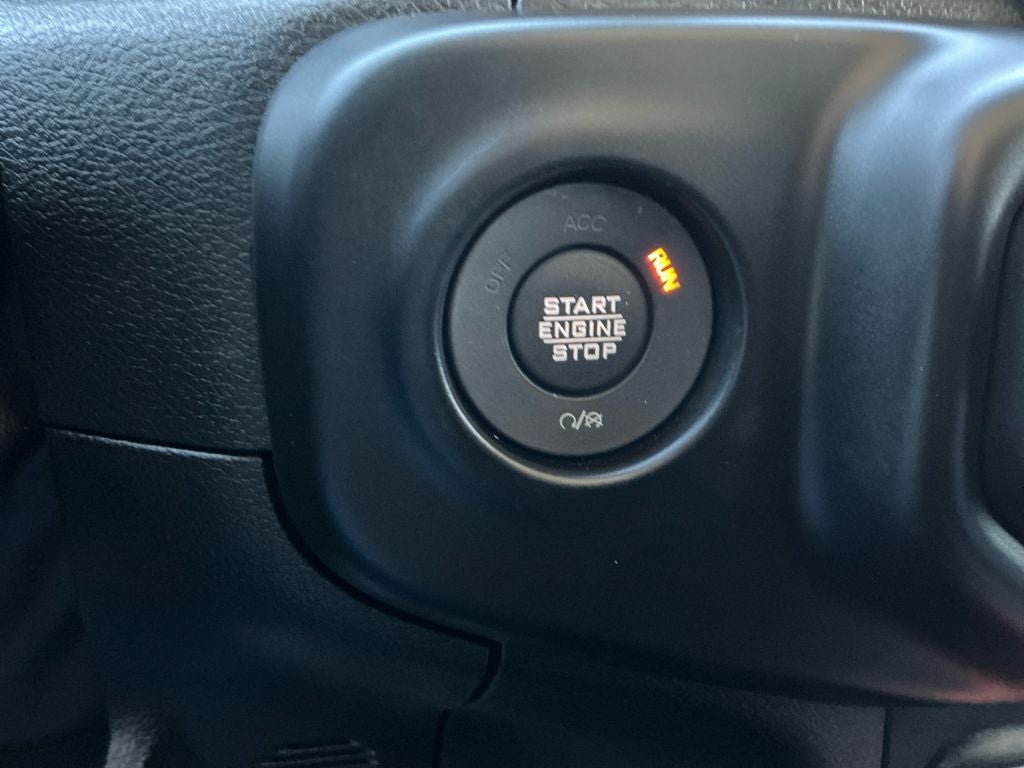 ACC
OFF
RUN
START
ENGINE
STOP